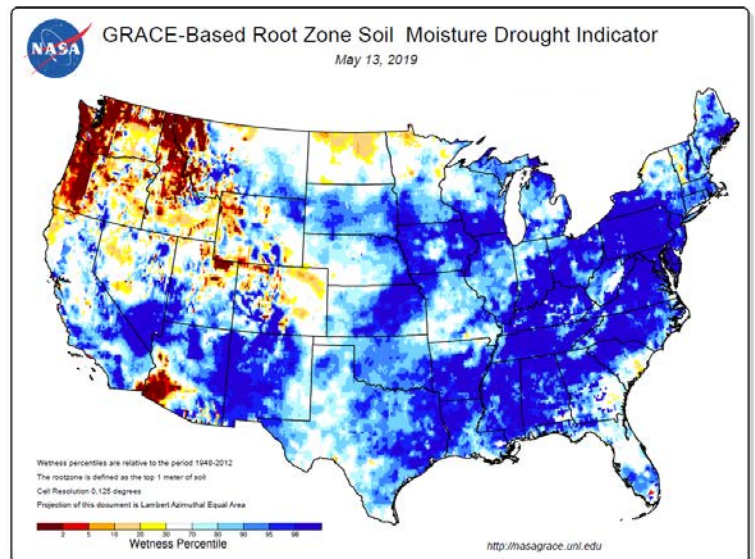 NASA
GRACE-Based Root Zone Soil Moisture Drought Indicator
May 13, 2019
Wetness percentiles are relative to the period 1948-2012
The rootzone is defined as the top 1 meter of soil
Cell Resolution 0.125 degrees
Projection of this document is Lambert Azimuthal Equal Area
2 5 10 20 30 70 80 90 95 98
Wetness Percentile
http://nasagrace.unl.edu